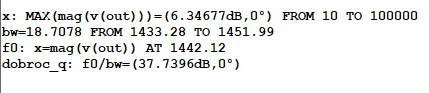 x: MAX(mag(v(out)))=(6.34677dB,0°) FROM 10 TO 100000
bw=18.7078 FROM 1433.28 TO 1451.99
f0: x=mag(v(out)) AT 1442.12
dobroc_q: f0/bw=(37.7396dB,0°)